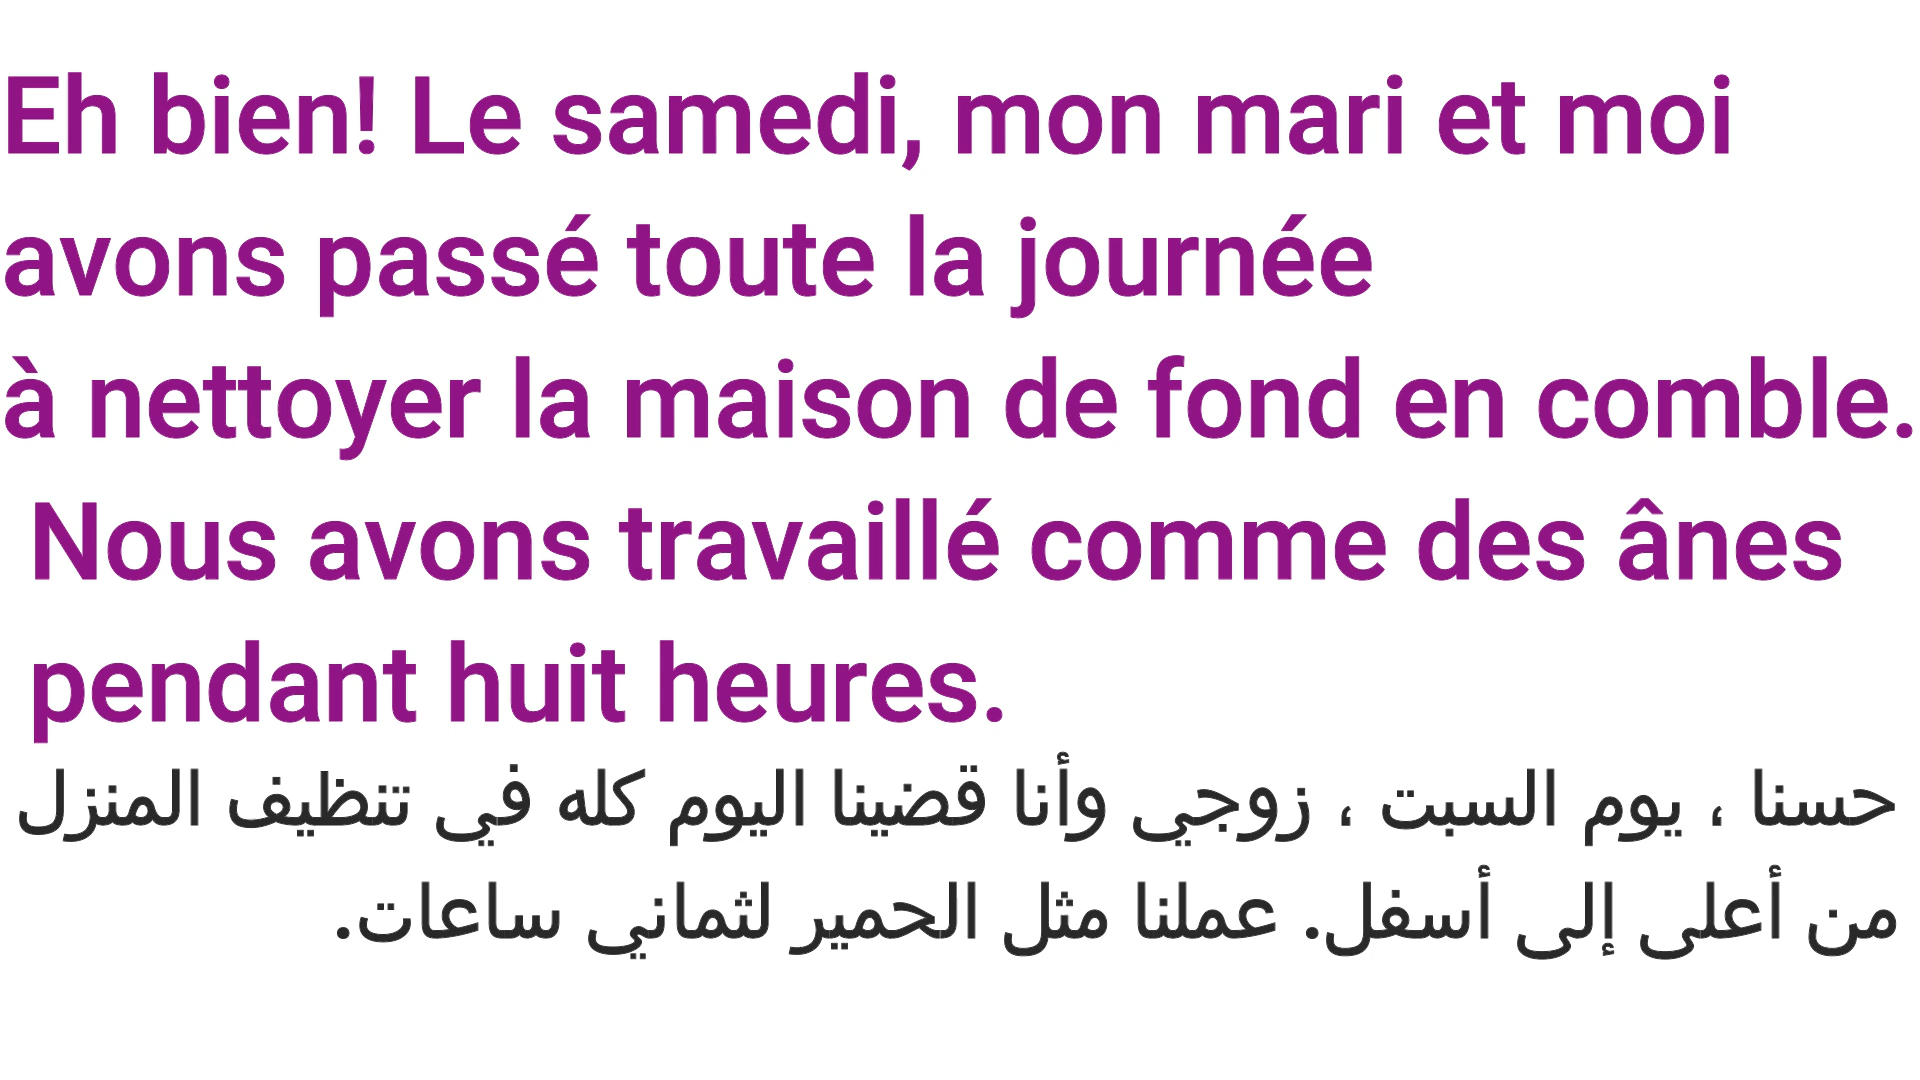 Eh bien! Le samedi, mon mari et moi
avons passé toute la journée
à nettoyer la maison de fond en comble.
Nous avons travaillé comme des ânes
pendant huit heures.
حسنا ، يوم السبت ، زوجي وأنا قضينا اليوم كله في تنظيف المنزل
من أعلى إلى أسفل. عملنا مثل الحمير لثماني ساعات.